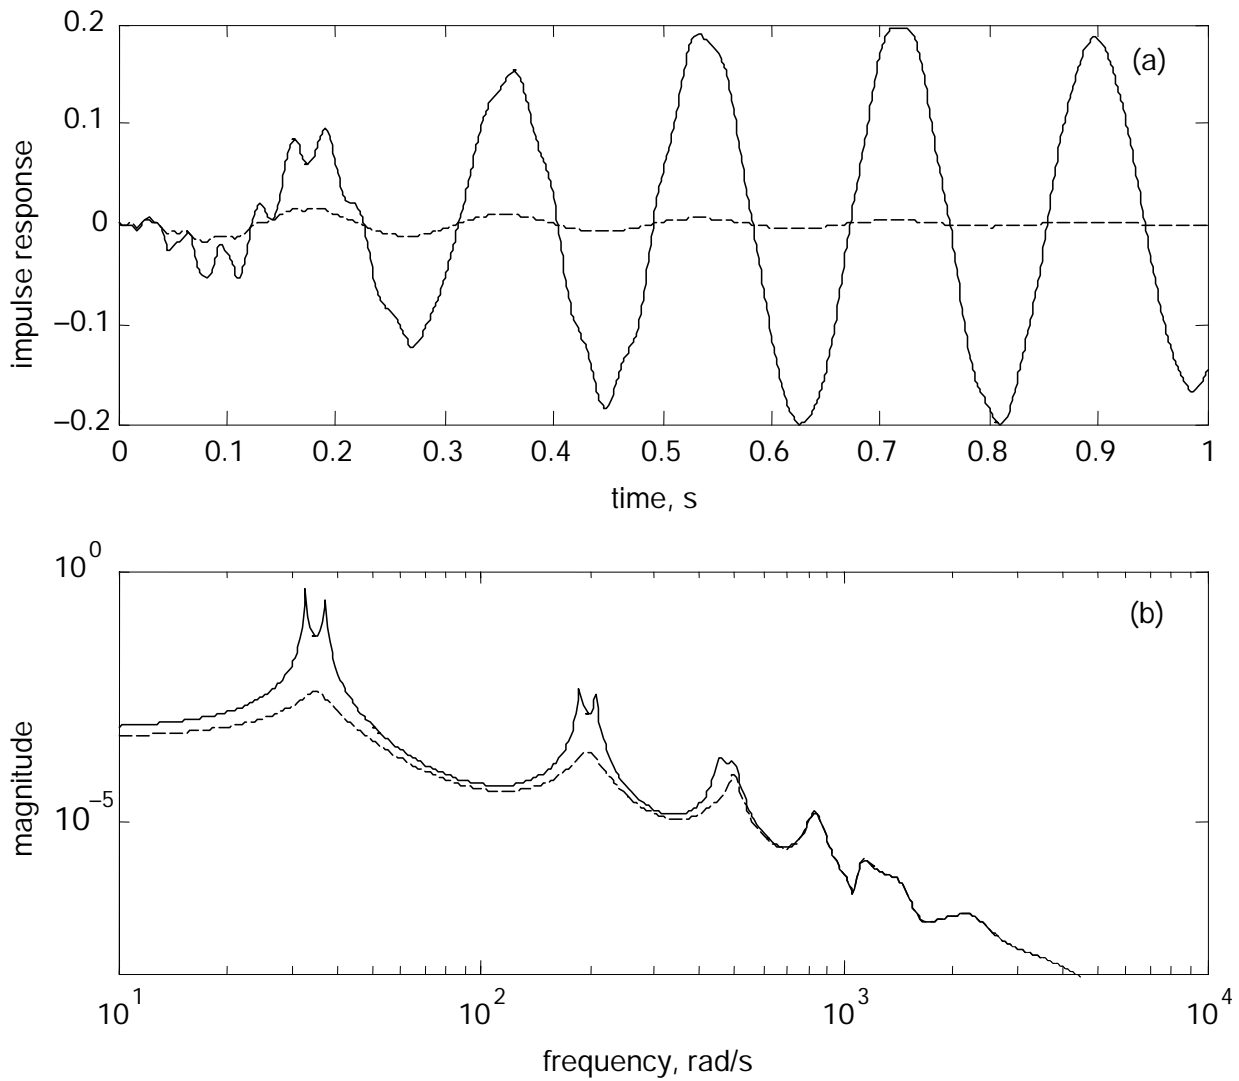 0.2
(a)
0.1
0
−0.1
−0.2
impulse response
0 0.1 0.2 0.3 0.4 0.5 0.6 0.7 0.8 0.9 1
time, s
10^0
(b)
10^−5
magnitude
10^1 10^2 10^3 10^4
frequency, rad/s